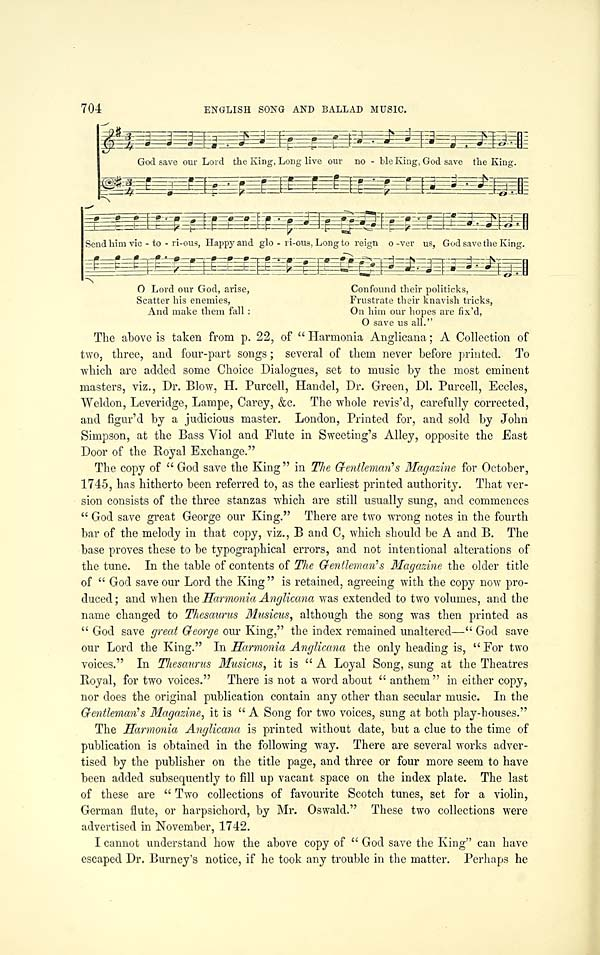 704 ENGLISH SONG AND BALLAD MUSIC.
God save our Lord the King, Long live our no - ble King, God save the King.
Send him vic - to - ri-ous, Happy and glo - ri-ous, Long to reign o -ver us, God save the King.
O Lord our God, arise,
Scatter his enemies,
And make them fall :
Confound their politicks,
Frustrate their knavish tricks,
On him our hopes are fix'd,
O save us all."
The above is taken from p. 22, of "Harmonia Anglicana; A Collection of
two, three, and four-part songs; several of them never before printed. To
which are added some Choice Dialogues, set to music by the most eminent
masters, viz., Dr. Blow, H. Purcell, Handel, Dr. Green, Dl. Purcell, Eccles,
Weldon, Leveridge, Lampe, Carey, &c. The whole revis'd, carefully corrected,
and figur'd by a judicious master. London, Printed for, and sold by John
Simpson, at the Bass Viol and Flute in Sweeting's Alley, opposite the East
Door of the Royal Exchange."
The copy of "God save the King" in The Gentleman's Magazine for October,
1745, has hitherto been referred to, as the earliest printed authority. That ver-
sion consists of the three stanzas which are still usually sung, and commences
"God save great George our King." There are two wrong notes in the fourth
bar of the melody in that copy, viz., B and C, which should be A and B. The
base proves these to be typographical errors, and not intentional alterations of
the tune. In the table of contents of The Gentleman's Magazine the older title
of "God save our Lord the King" is retained, agreeing with the copy now pro-
duced; and when the Harmonia Anglicana was extended to two volumes, and the
name changed to Thesaurus Musicus, although the song was then printed as
"God save great George our King," the index remained unaltered—"God save
our Lord the King." In Harmonia Anglicana the only heading is, "For two
voices." In Thesaurus Musicus, it is "A Loyal Song, sung at the Theatres
Royal, for two voices." There is not a word about "anthem" in either copy,
nor does the original publication contain any other than secular music. In the
Gentleman's Magazine, it is "A Song for two voices, sung at both play-houses."
The Harmonia Anglicana is printed without date, but a clue to the time of
publication is obtained in the following way. There are several works adver-
tised by the publisher on the title page, and three or four more seem to have
been added subsequently to fill up vacant space on the index plate. The last
of these are "Two collections of favourite Scotch tunes, set for a violin,
German flute, or harpsichord, by Mr. Oswald." These two collections were
advertised in November, 1742.
I cannot understand how the above copy of "God save the King" can have
escaped Dr. Burney's notice, if he took any trouble in the matter. Perhaps he